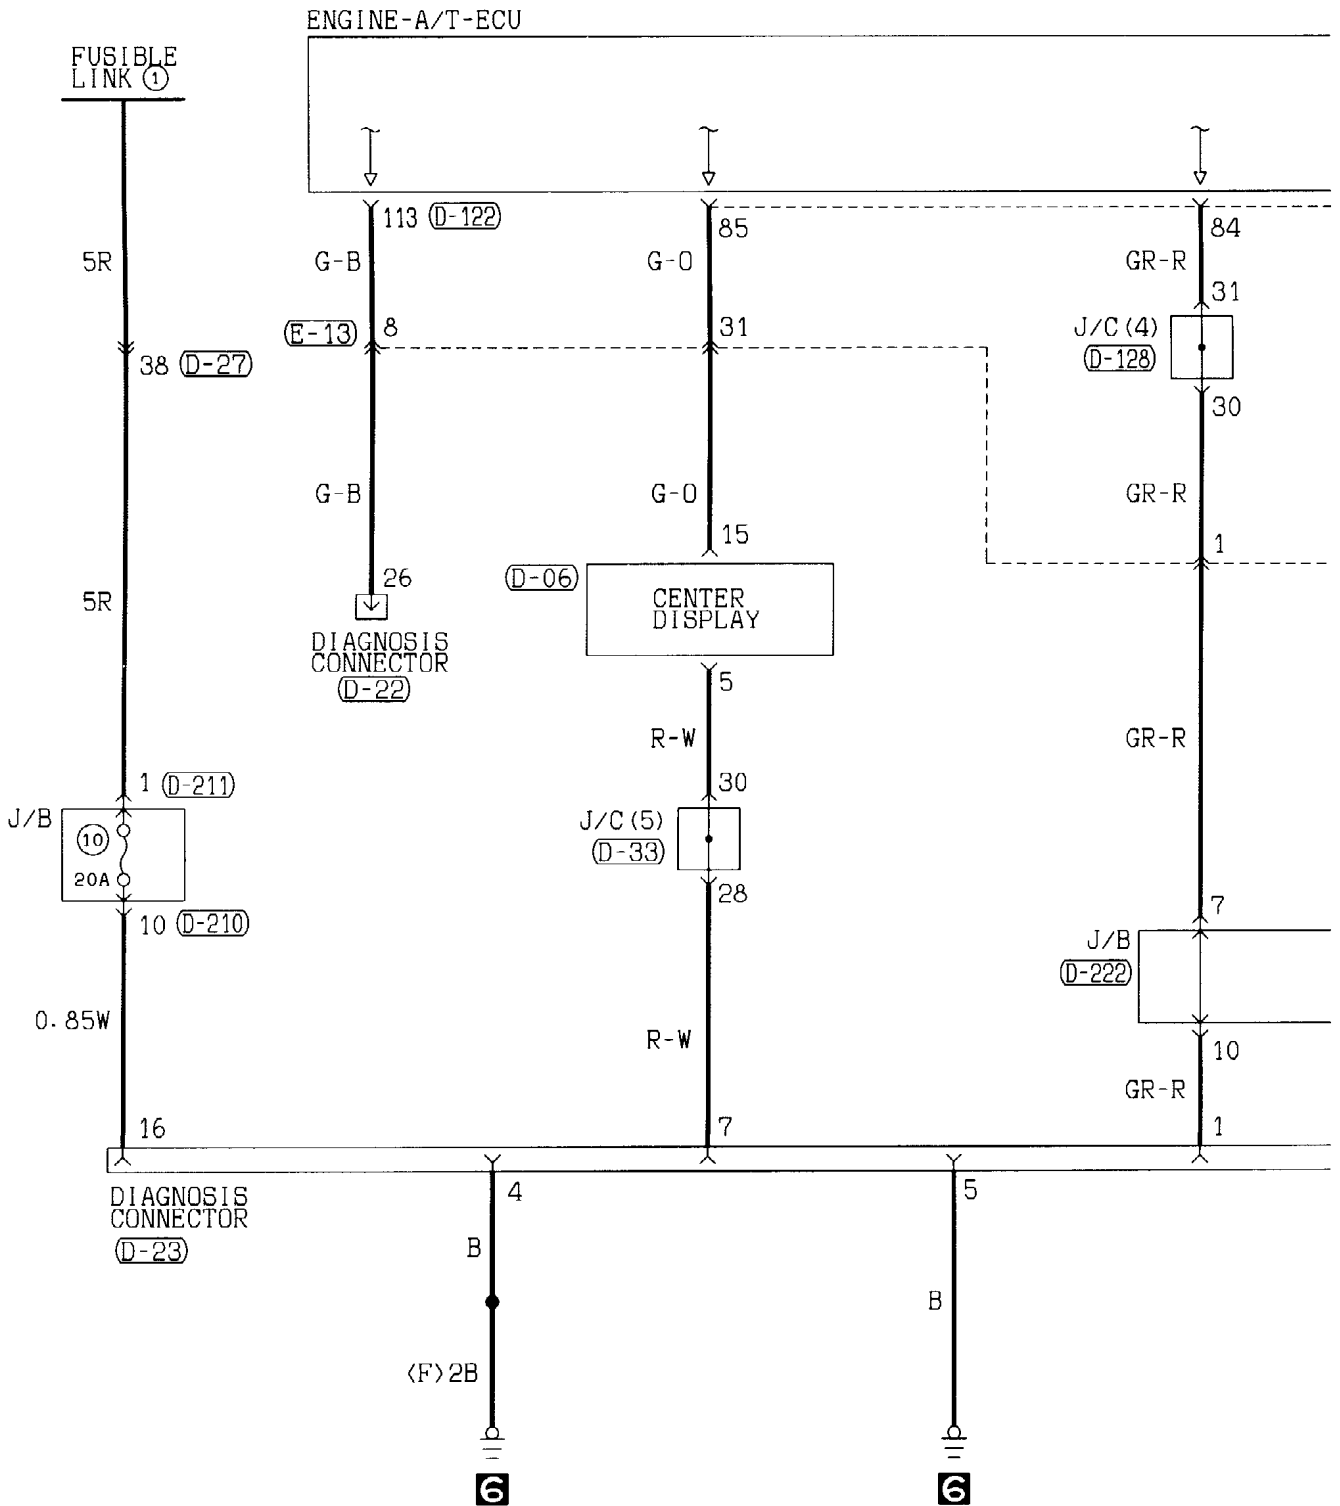 ENGINE-A/T-ECU
FUSIBLE
LINK ①
113 (D-122)
85
84
5R
G-B
G-O
GR-R
31
(E-13) 8
31
J/C(4)
(D-128)
38 (D-27)
30
G-B
G-O
GR-R
15
1
26
(D-06)
CENTER
DISPLAY
5R
DIAGNOSIS
CONNECTOR
(D-22)
5
R-W
GR-R
1 (D-211)
30
J/B
J/C(5)
(D-33)
10
20A
28
7
10 (D-210)
J/B
(D-222)
0.85W
R-W
10
GR-R
16
7
1
4
5
DIAGNOSIS
CONNECTOR
(D-23)
B
B
<F>2B
6
6